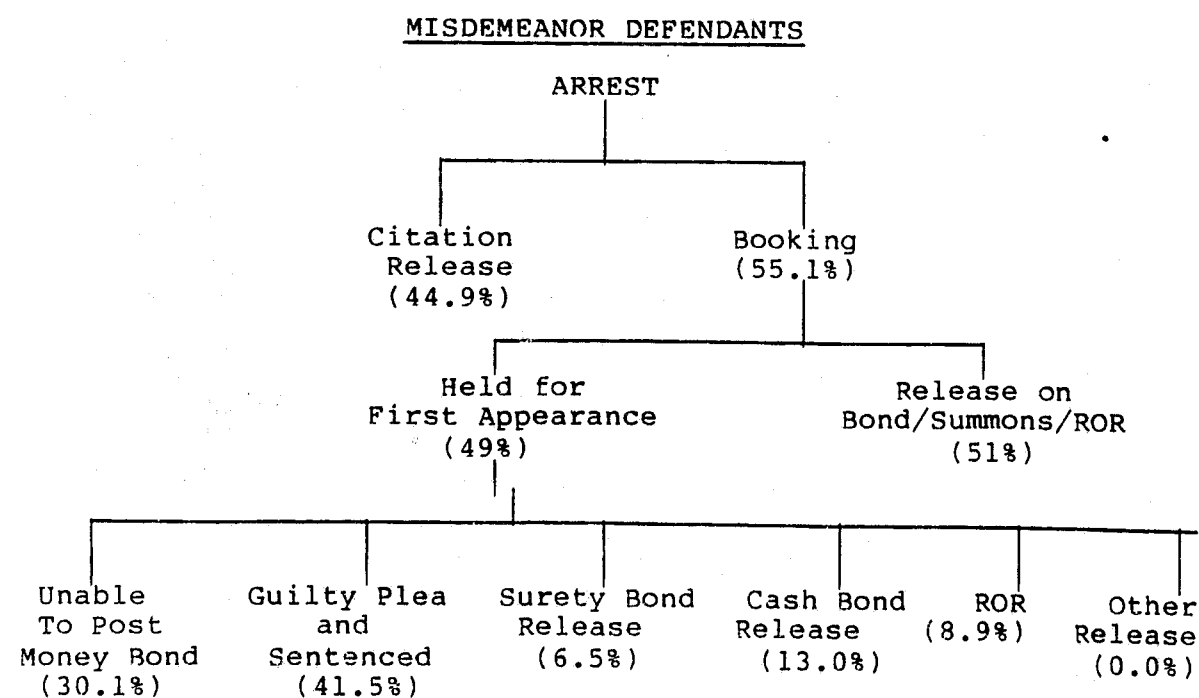 MISDEMEANOR DEFENDANTS
ARREST
Citation
Release
(44.9%)
Booking
(55.1%)
Held for
First Appearance
(49%)
Release on
Bond/Summons/ROR
(51%)
Unable
To Post
Money Bond
(30.1%)
Guilty Plea
and
Sentenced
(41.5%)
Surety Bond
Release
(6.5%)
Cash Bond
Release
(13.0%)
ROR
(8.9%)
Other
Release
(0.0%)